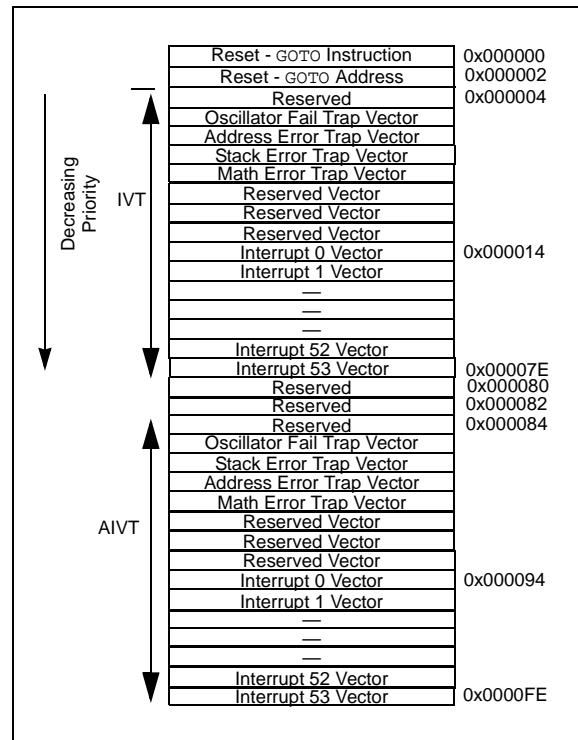 Reset - GOTO Instruction 0x000000
Reset - GOTO Address 0x000002
Reserved 0x000004
Oscillator Fail Trap Vector
Address Error Trap Vector
Stack Error Trap Vector
Math Error Trap Vector
Reserved Vector
Reserved Vector
Reserved Vector
Interrupt 0 Vector 0x000014
Interrupt 1 Vector
—
—
—
Interrupt 52 Vector
Interrupt 53 Vector 0x00007E
Decreasing
Priority
IVT
Reserved 0x000080
Reserved 0x000082
Reserved 0x000084
Oscillator Fail Trap Vector
Stack Error Trap Vector
Address Error Trap Vector
Math Error Trap Vector
Reserved Vector
Reserved Vector
Reserved Vector
Interrupt 0 Vector 0x000094
Interrupt 1 Vector
—
—
—
Interrupt 52 Vector
Interrupt 53 Vector 0x0000FE
AIVT